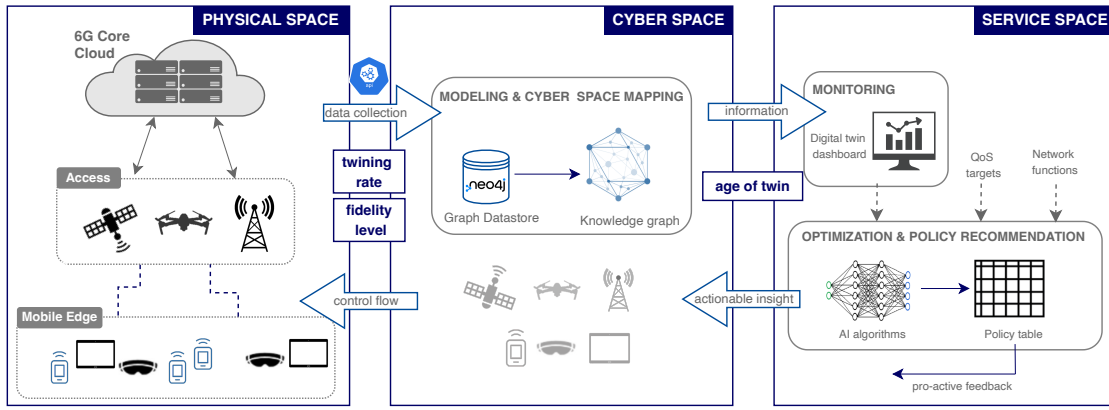 PHYSICAL SPACE
6G Core
Cloud
Access
Mobile Edge
api
data collection
twining
rate
fidelity
level
control flow
CYBER SPACE
MODELING & CYBER SPACE MAPPING
neo4j
Graph Datastore
Knowledge graph
information
age of twin
actionable insight
SERVICE SPACE
MONITORING
Digital twin
dashboard
QoS
targets
Network
functions
OPTIMIZATION & POLICY RECOMMENDATION
AI algorithms
Policy table
pro-active feedback